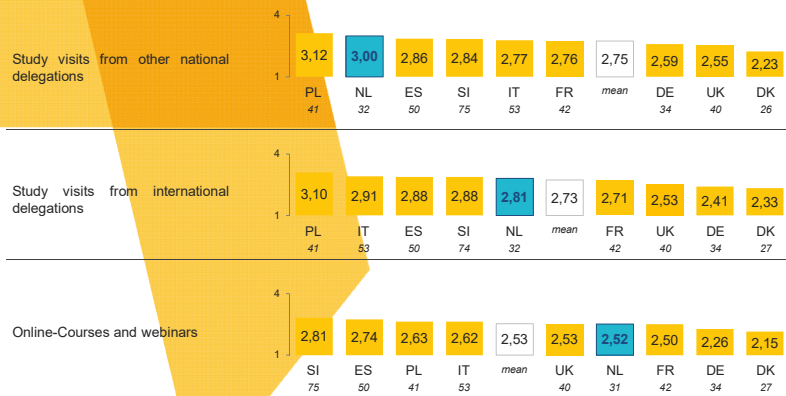 4
Study visits from other national
delegations
3,12 3,00 2,86 2,84 2,77 2,76 2,75 2,59 2,55 2,23
1
PL NL ES SI IT FR mean DE UK DK
41 32 50 75 53 42 34 40 26
4
Study visits from international
delegations
3,10 2,91 2,88 2,88 2,81 2,73 2,71 2,53 2,41 2,33
1
PL IT ES SI NL mean FR UK DE DK
41 53 50 74 32 42 40 34 27
4
Online-Courses and webinars
2,81 2,74 2,63 2,62 2,53 2,53 2,52 2,50 2,26 2,15
1
SI ES PL IT mean UK NL FR DE DK
75 50 41 53 40 31 42 34 27